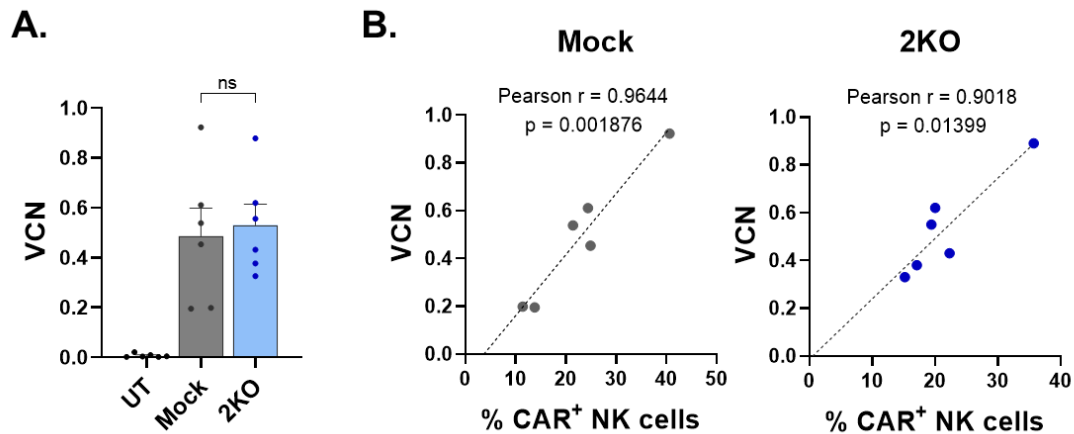 A.
ns
1.0
0.8
0.6
0.4
0.2
0.0
VCN
UT
Mock
2KO
B.
Mock
Pearson r = 0.9644
p = 0.001876
1.0
0.8
0.6
0.4
0.2
0.0
VCN
0 10 20 30 40 50
% CAR⁺ NK cells
2KO
Pearson r = 0.9018
p = 0.01399
1.0
0.8
0.6
0.4
0.2
0.0
VCN
0 10 20 30 40
% CAR⁺ NK cells